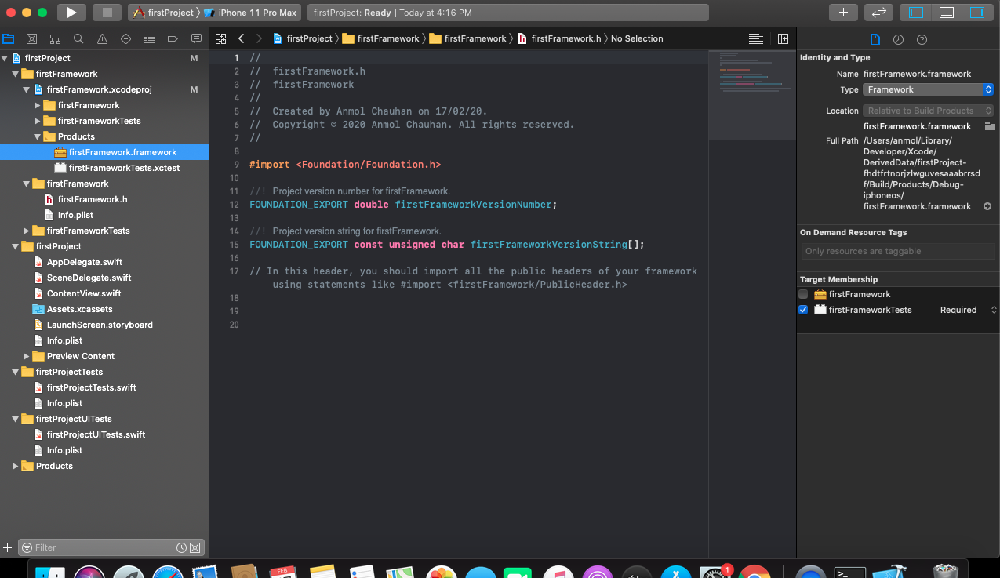 firstProject
iPhone 11 Pro Max
firstProject: Ready | Today at 4:16 PM
firstProject
firstFramework
firstFramework
firstFramework.h
No Selection
firstProject
M
firstFramework
firstFramework.xcodeproj
M
firstFramework
firstFrameworkTests
Products
firstFramework.framework
firstFrameworkTests.xctest
firstFramework
h
firstFramework.h
Info.plist
firstFrameworkTests
firstProject
AppDelegate.swift
SceneDelegate.swift
ContentView.swift
Assets.xcassets
LaunchScreen.storyboard
Info.plist
Preview Content
firstProjectTests
firstProjectTests.swift
Info.plist
firstProjectUITests
firstProjectUITests.swift
Info.plist
Products
Filter
1 //
2 // firstFramework.h
3 // firstFramework
4 //
5 // Created by Anmol Chauhan on 17/02/20.
6 // Copyright © 2020 Anmol Chauhan. All rights reserved.
7 //
8
9 #import <Foundation/Foundation.h>
10
11 //! Project version number for firstFramework.
12 FOUNDATION_EXPORT double firstFrameworkVersionNumber;
13
14 //! Project version string for firstFramework.
15 FOUNDATION_EXPORT const unsigned char firstFrameworkVersionString[];
16
17 // In this header, you should import all the public headers of your framework
using statements like #import <firstFramework/PublicHeader.h>
18
19
20
Identity and Type
Name firstFramework.framework
Type Framework
Location Relative to Build Products
firstFramework.framework
Full Path /Users/anmol/Library/
Developer/Xcode/
DerivedData/firstProject-
fhdtfrtnorjzlwguvesaaabrrsd
f/Build/Products/Debug-
iphoneos/
firstFramework.framework
On Demand Resource Tags
Only resources are taggable
Target Membership
firstFramework
firstFrameworkTests Required
FEB
1
>_